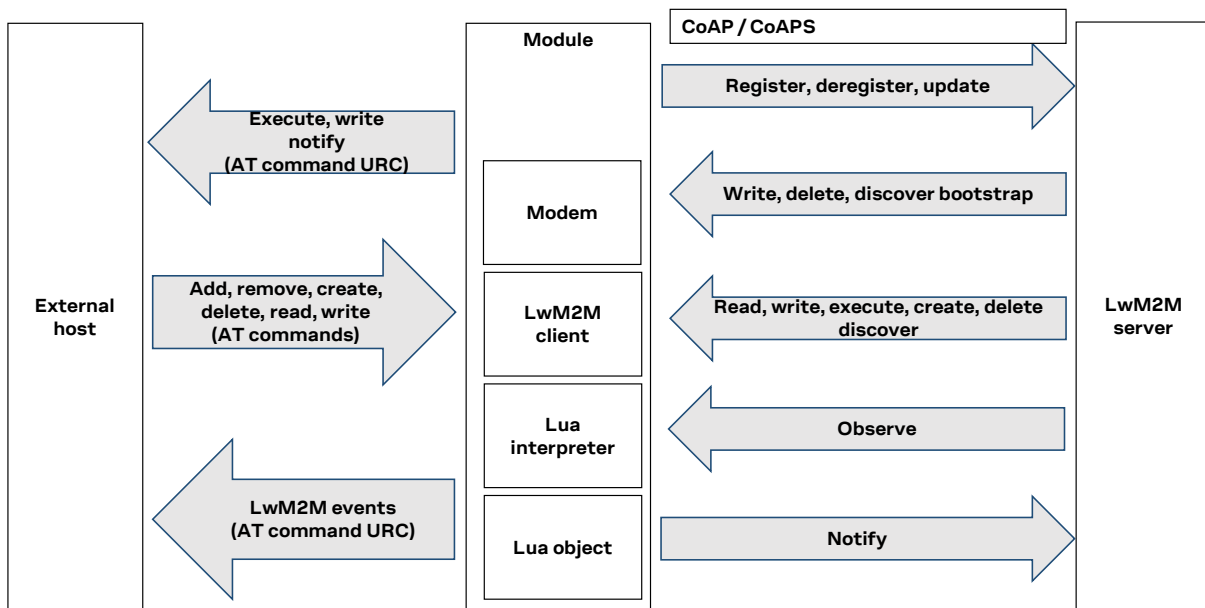 CoAP / CoAPS
Module
Register, deregister, update
Execute, write
notify
(AT command URC)
Write, delete, discover bootstrap
Modem
Add, remove, create,
delete, read, write
(AT commands)
External
host
LwM2M
client
Read, write, execute, create, delete
discover
LwM2M
server
Lua
interpreter
Observe
LwM2M events
(AT command URC)
Lua object
Notify